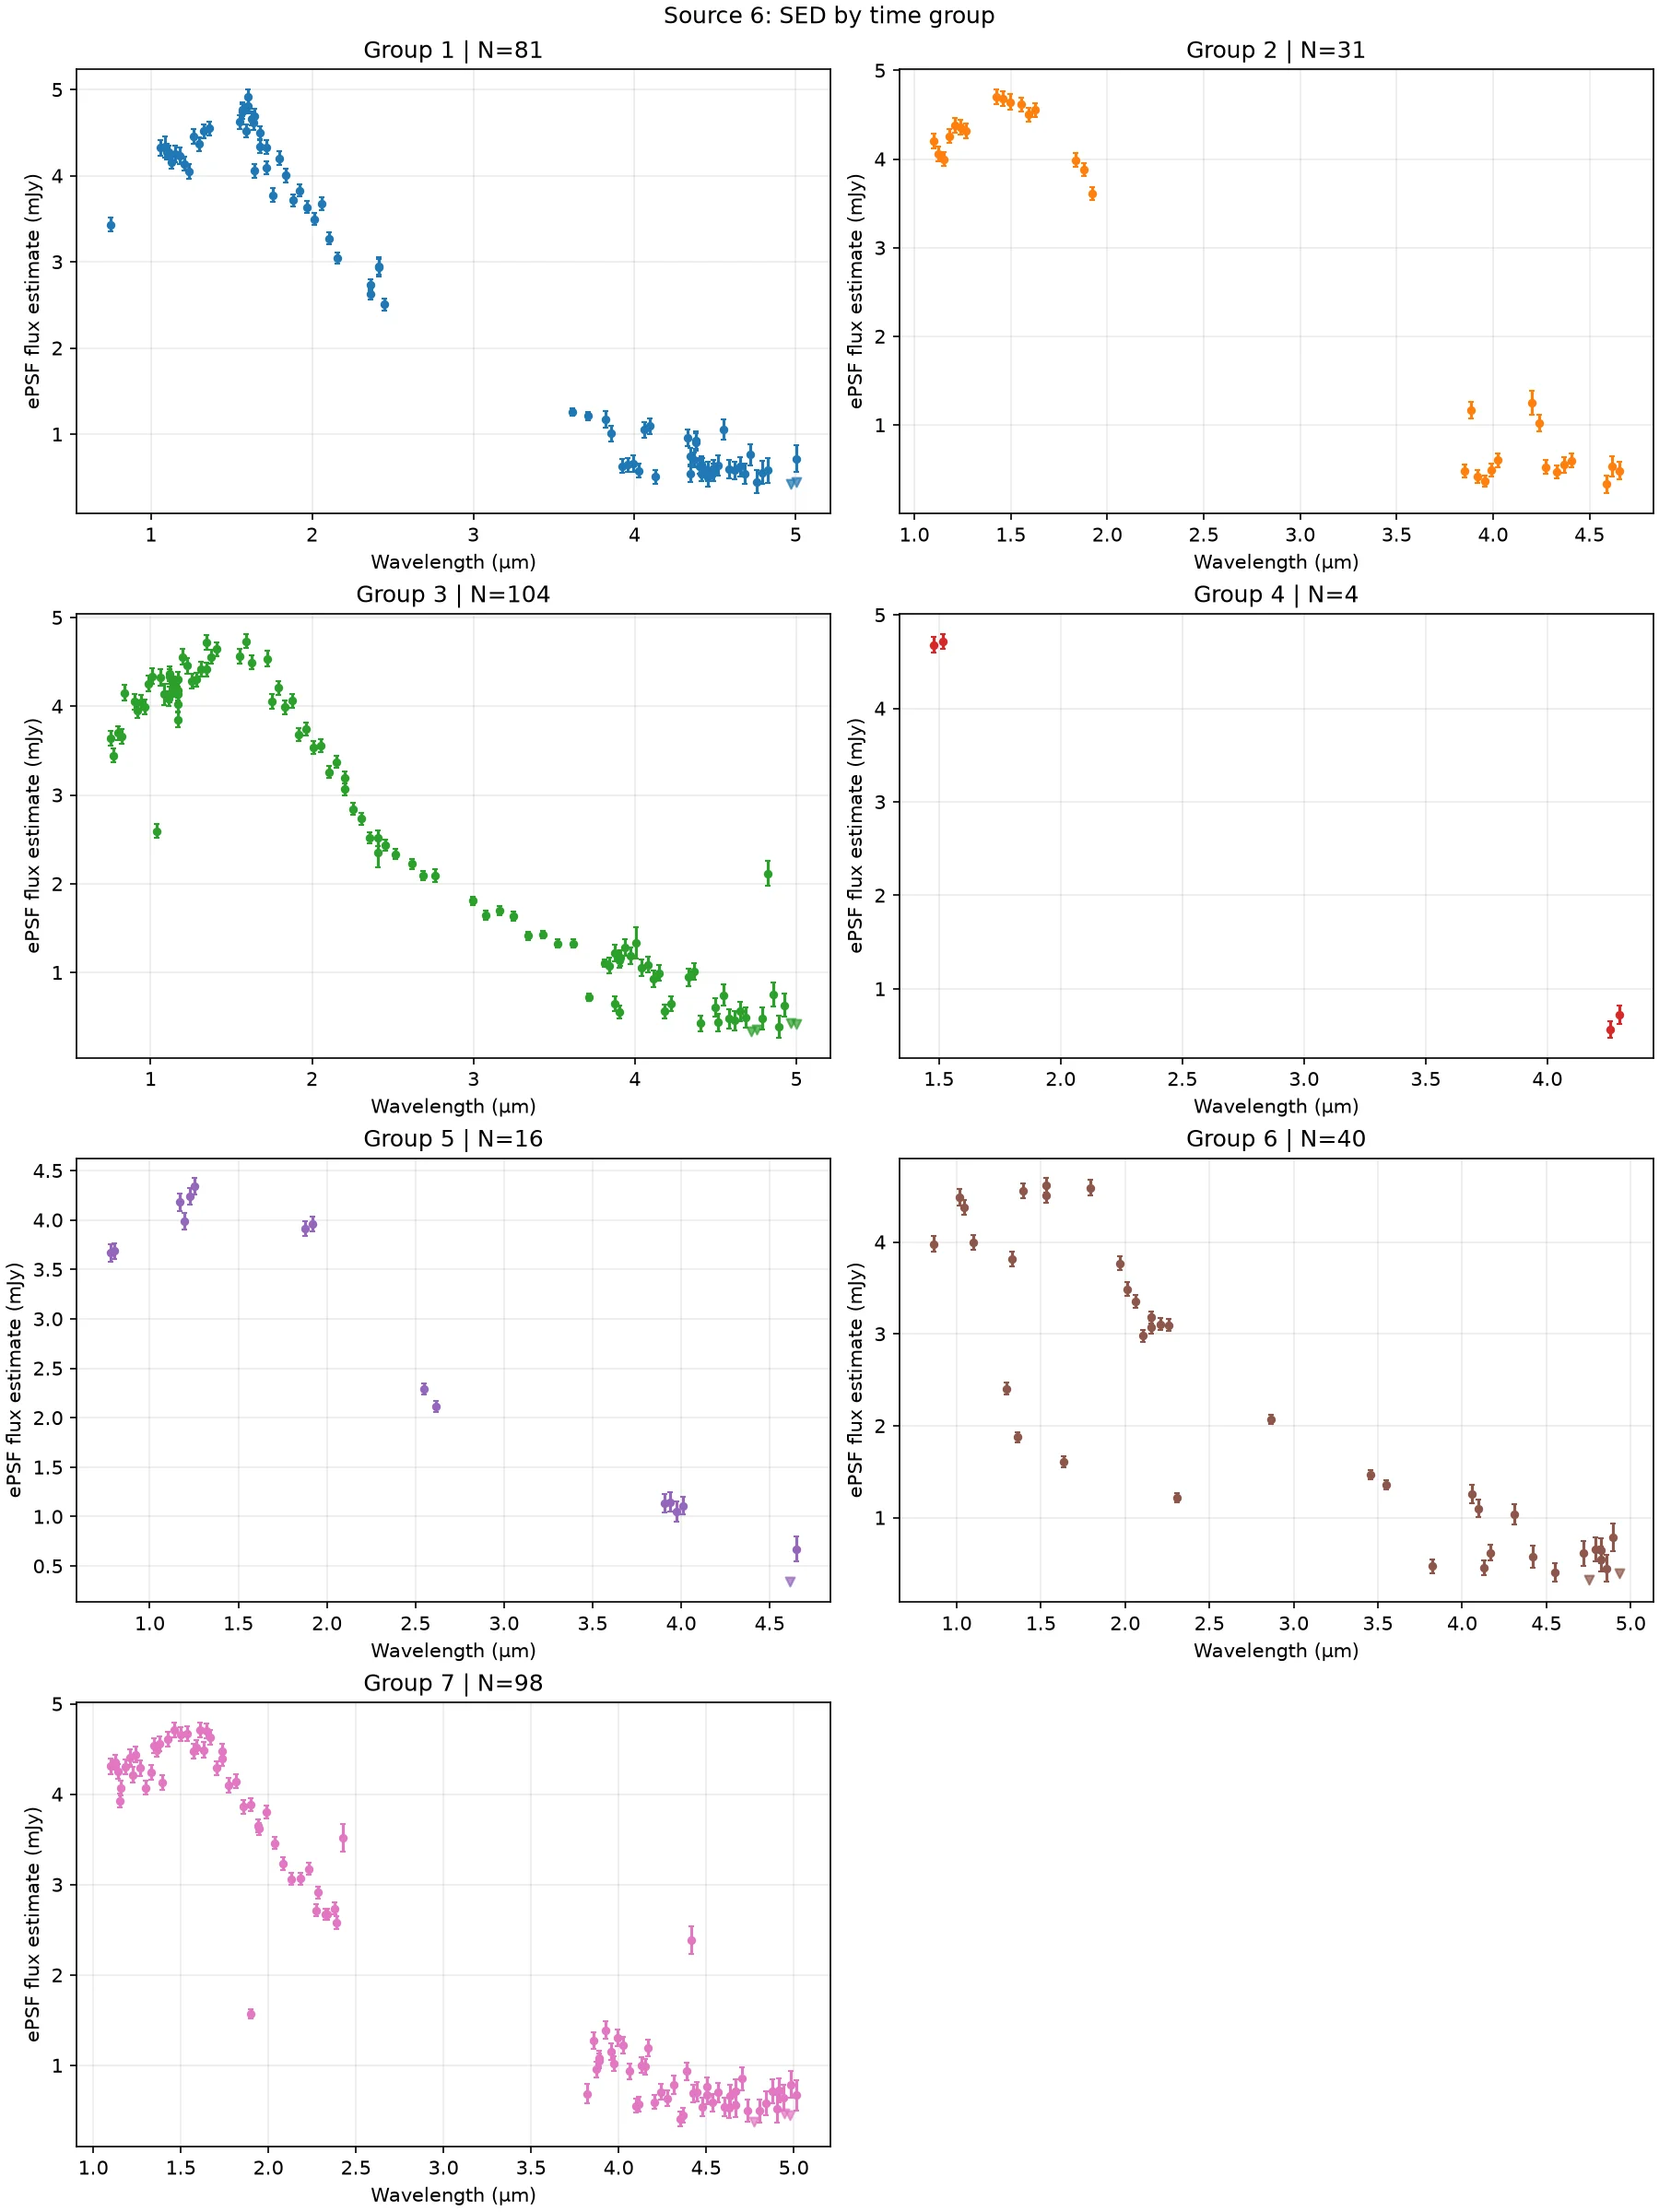 Source 6: SED by time group
Group 1 | N=81
ePSF flux estimate (mJy)
5
4
3
2
1
1 2 3 4 5
Wavelength (µm)
Group 2 | N=31
ePSF flux estimate (mJy)
5
4
3
2
1
1.0 1.5 2.0 2.5 3.0 3.5 4.0 4.5
Wavelength (µm)
Group 3 | N=104
ePSF flux estimate (mJy)
5
4
3
2
1
1 2 3 4 5
Wavelength (µm)
Group 4 | N=4
ePSF flux estimate (mJy)
5
4
3
2
1
1.5 2.0 2.5 3.0 3.5 4.0
Wavelength (µm)
Group 5 | N=16
ePSF flux estimate (mJy)
4.5
4.0
3.5
3.0
2.5
2.0
1.5
1.0
0.5
1.0 1.5 2.0 2.5 3.0 3.5 4.0 4.5
Wavelength (µm)
Group 6 | N=40
ePSF flux estimate (mJy)
4
3
2
1
1.0 1.5 2.0 2.5 3.0 3.5 4.0 4.5 5.0
Wavelength (µm)
Group 7 | N=98
ePSF flux estimate (mJy)
5
4
3
2
1
1.0 1.5 2.0 2.5 3.0 3.5 4.0 4.5 5.0
Wavelength (µm)